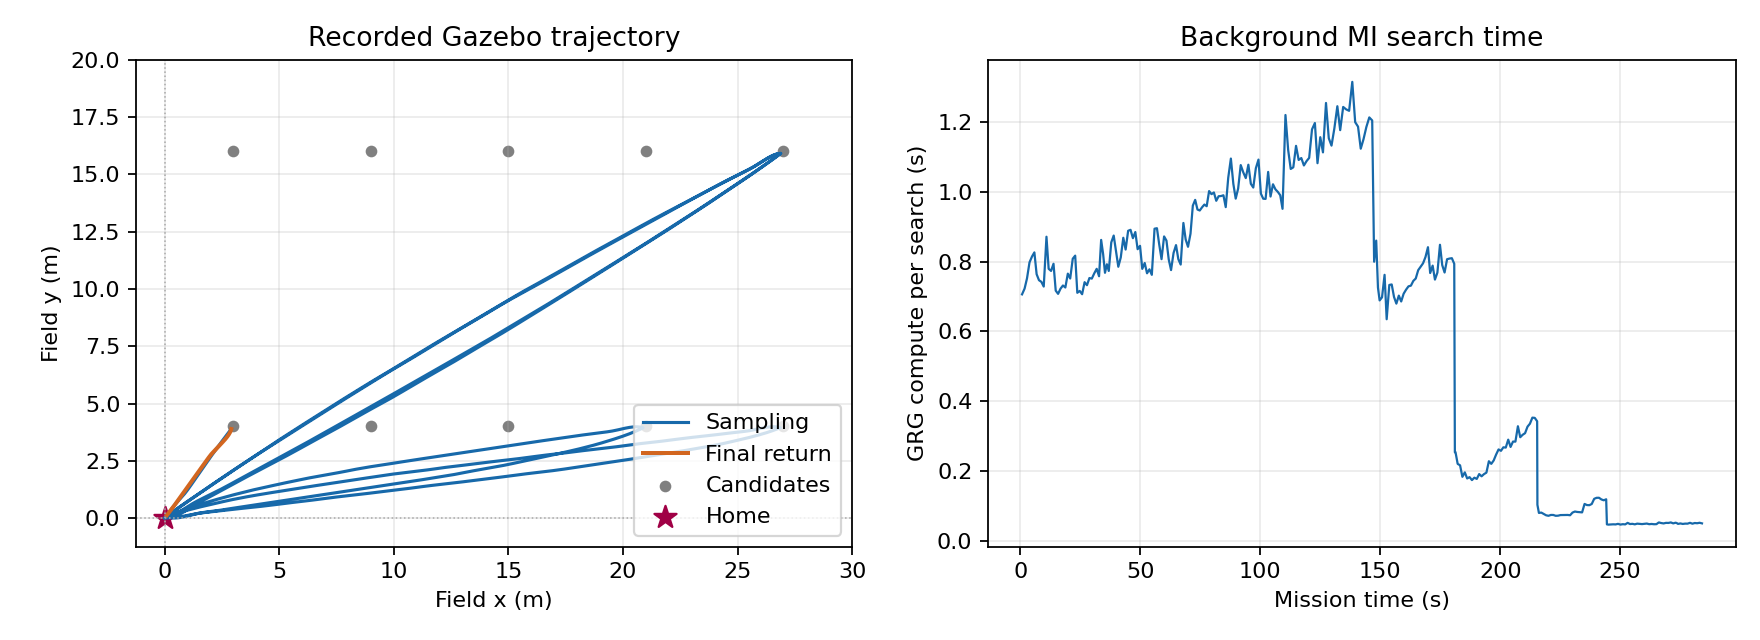 Recorded Gazebo trajectory
20.0
17.5
15.0
12.5
10.0
7.5
5.0
2.5
0.0
Field y (m)
0 5 10 15 20 25 30
Field x (m)
Sampling
Final return
Candidates
Home
Background MI search time
1.2
1.0
0.8
0.6
0.4
0.2
0.0
GRG compute per search (s)
0 50 100 150 200 250
Mission time (s)